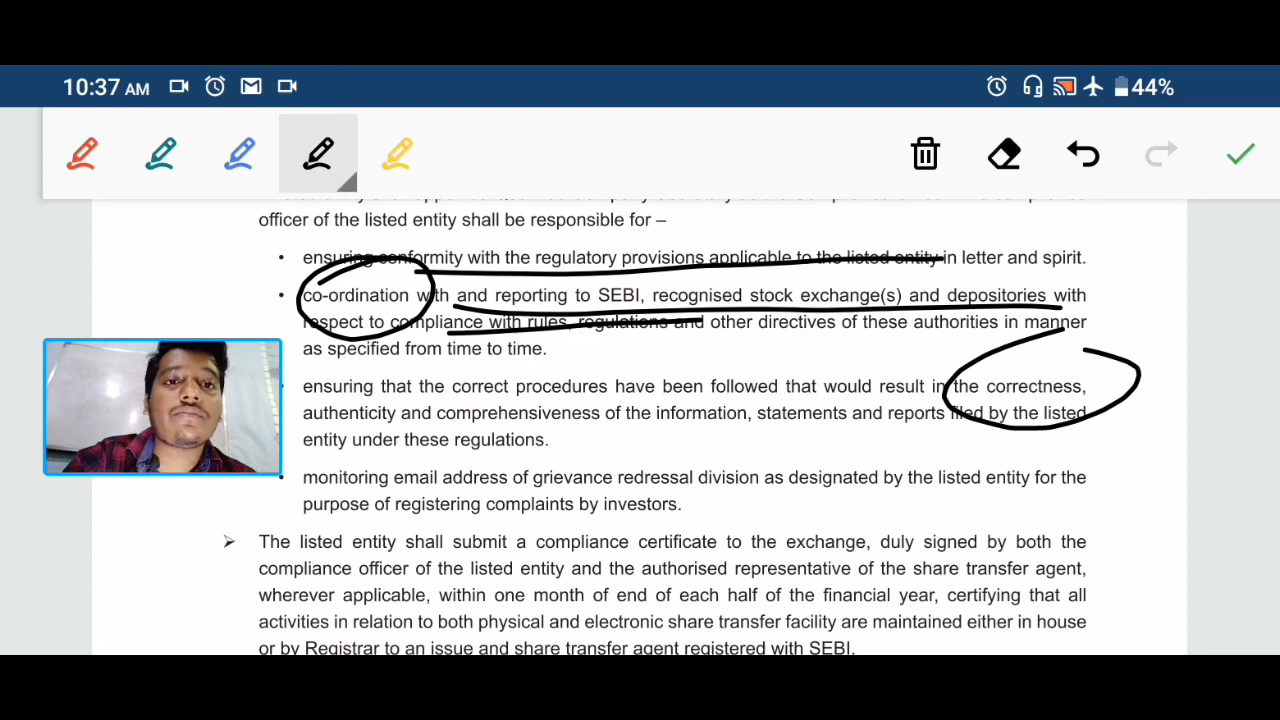 10:37 AM
44%
officer of the listed entity shall be responsible for –
• ensuring conformity with the regulatory provisions applicable to the listed entity in letter and spirit.
• co-ordination with and reporting to SEBI, recognised stock exchange(s) and depositories with
respect to compliance with rules, regulations and other directives of these authorities in manner
as specified from time to time.
ensuring that the correct procedures have been followed that would result in the correctness,
authenticity and comprehensiveness of the information, statements and reports filed by the listed
entity under these regulations.
monitoring email address of grievance redressal division as designated by the listed entity for the
purpose of registering complaints by investors.
➢ The listed entity shall submit a compliance certificate to the exchange, duly signed by both the
compliance officer of the listed entity and the authorised representative of the share transfer agent,
wherever applicable, within one month of end of each half of the financial year, certifying that all
activities in relation to both physical and electronic share transfer facility are maintained either in house
or by Registrar to an issue and share transfer agent registered with SEBI.